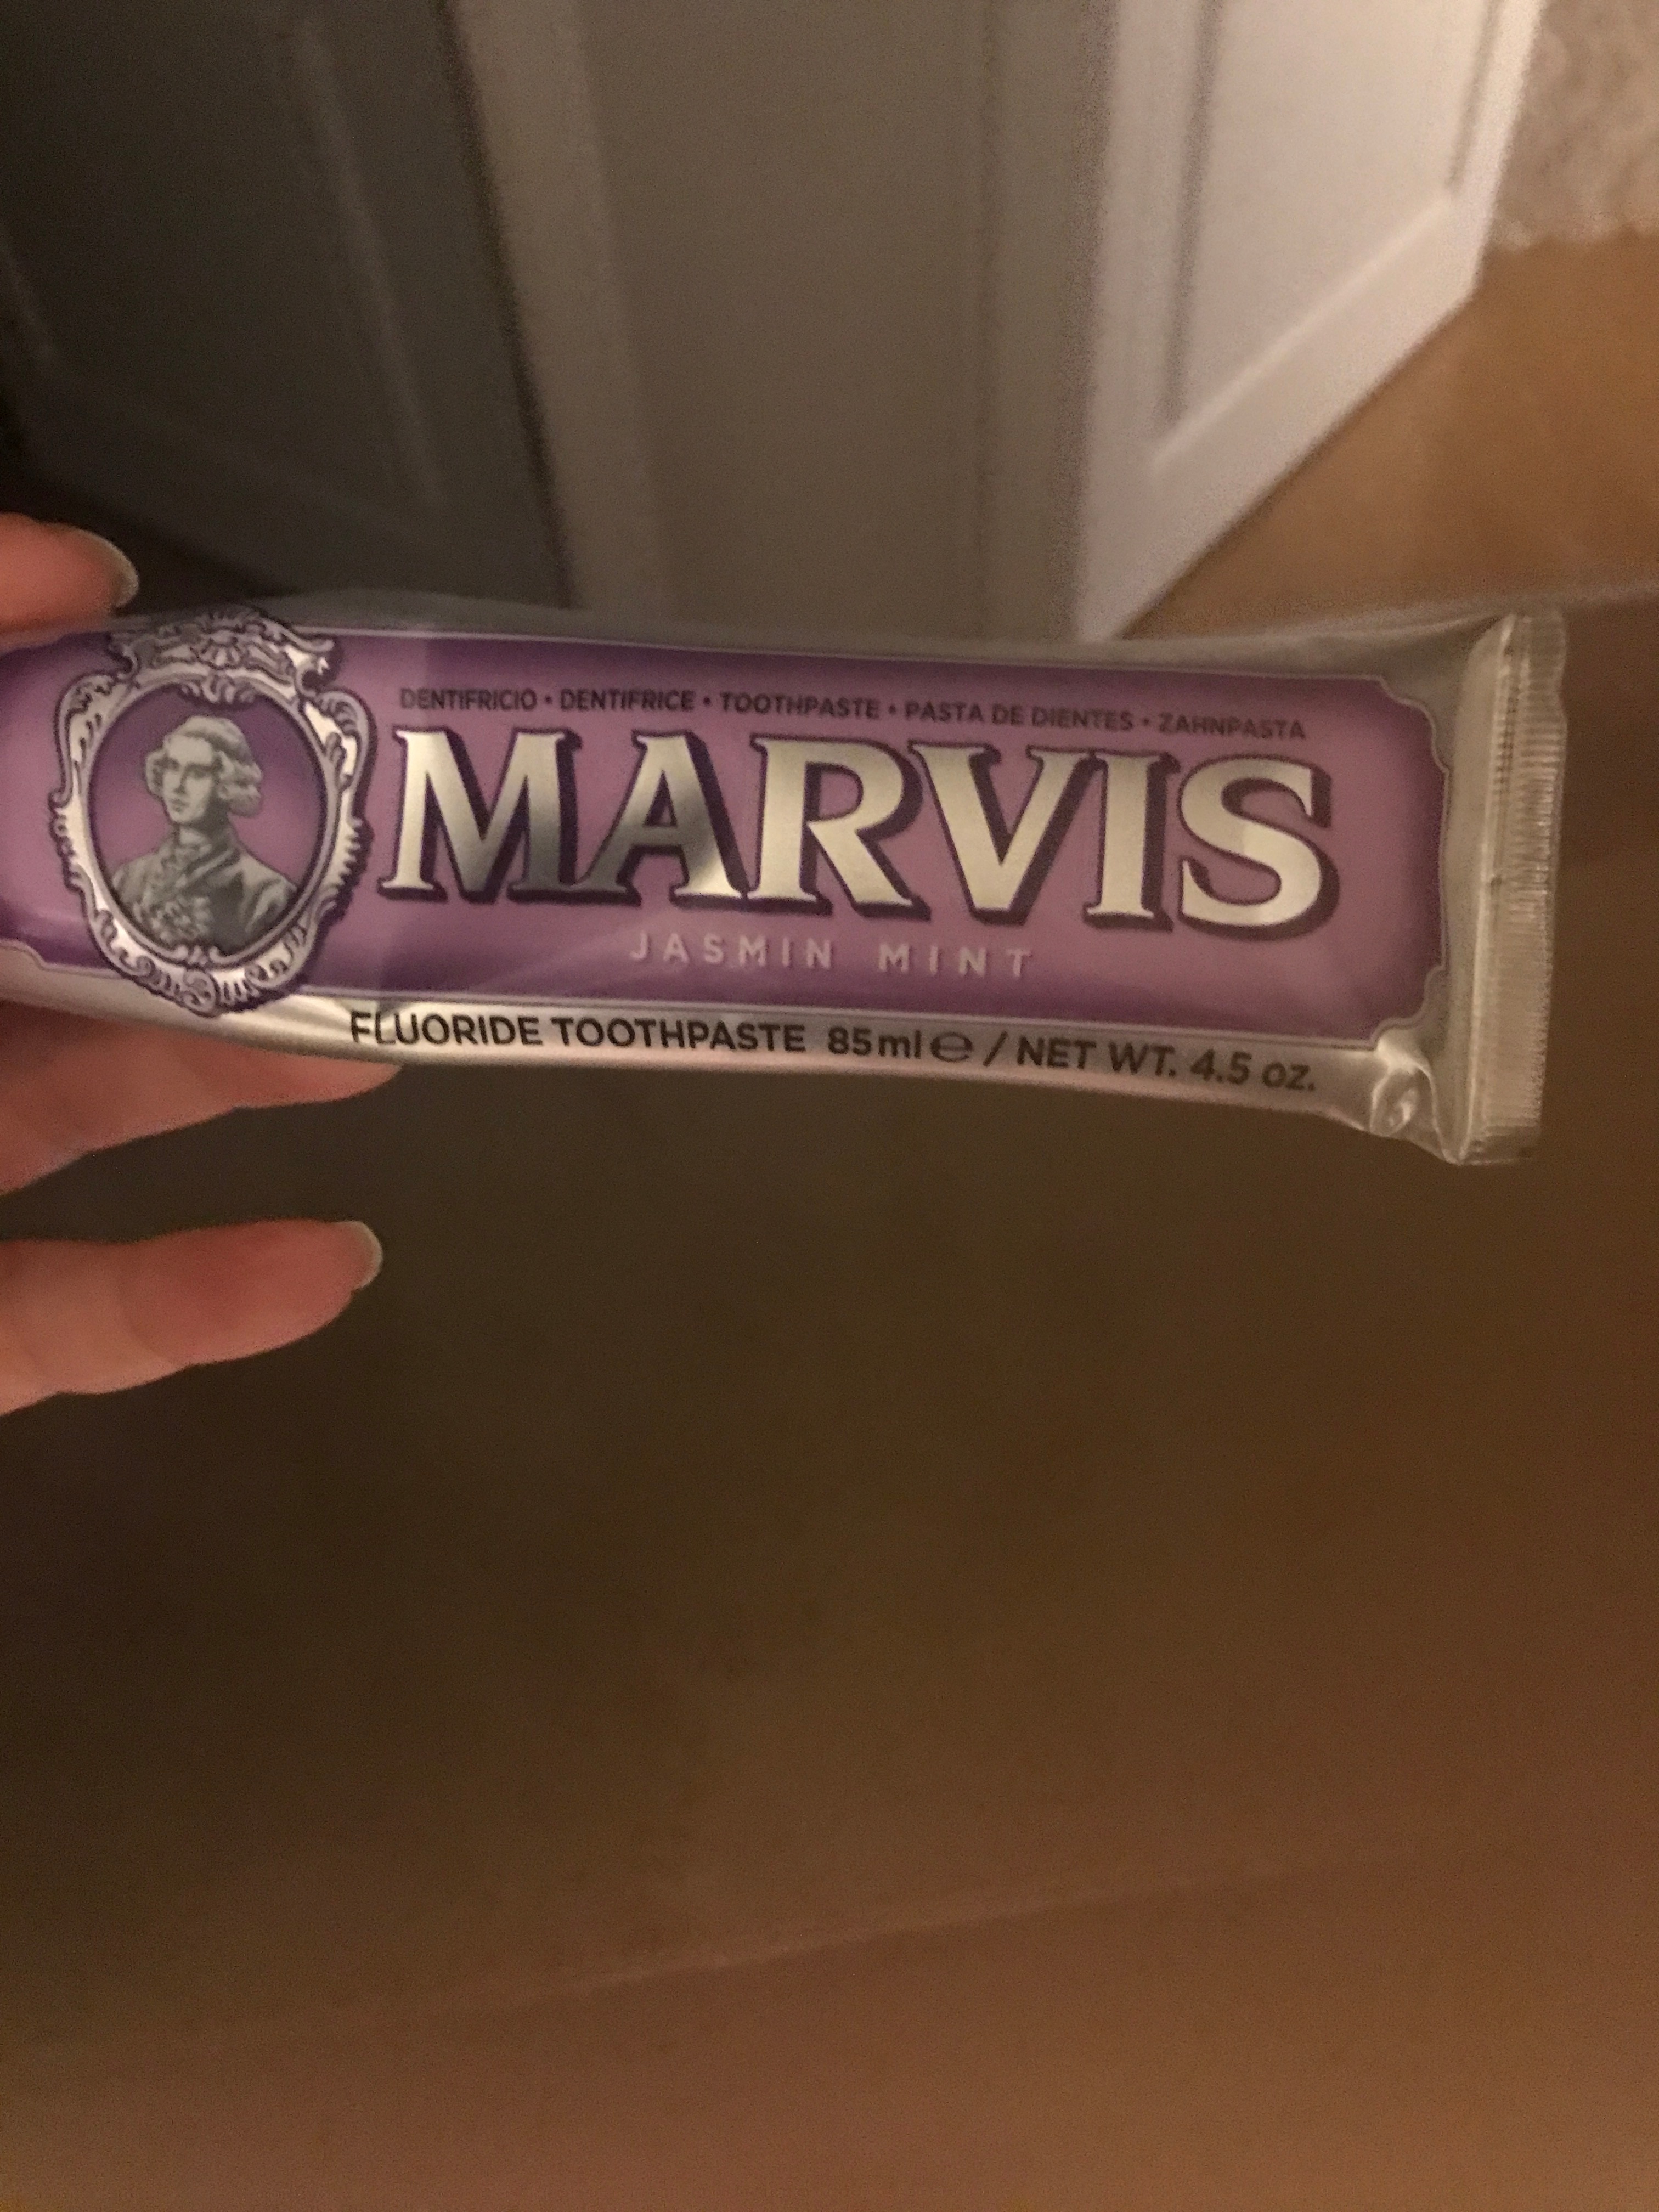 DENTIFRICIO • DENTIFRICE • TOOTHPASTE • PASTA DE DIENTES • ZAHNPASTA
MARVIS
JASMIN MINT
FLUORIDE TOOTHPASTE 85ml ℮ / NET WT. 4.5 oz.